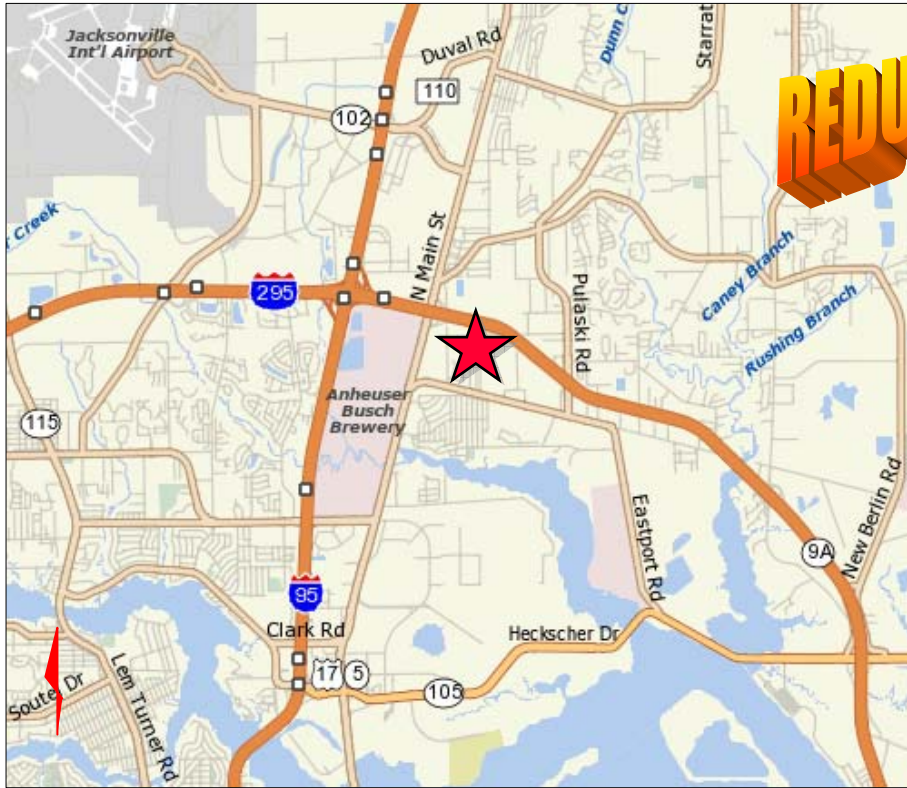 Jacksonville
Int'l Airport
Duval Rd
Dunn C
Starrat
110
102
REDU
r Creek
N Main St
295
Pulaski Rd
Caney Branch
Rushing Branch
Anheuser
Busch
Brewery
115
Eastport Rd
New Berlin Rd
9A
95
Clark Rd
Heckscher Dr
17
5
105
Soutel Dr
Lem Turner Rd